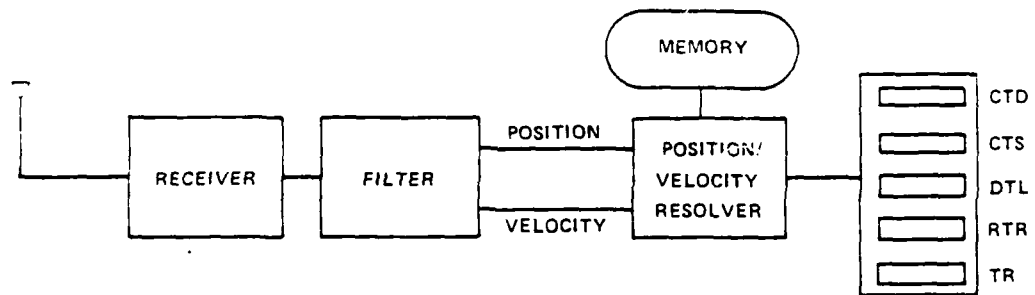 MEMORY
RECEIVER
FILTER
POSITION
VELOCITY
POSITION/
VELOCITY
RESOLVER
CTD
CTS
DTL
RTR
TR